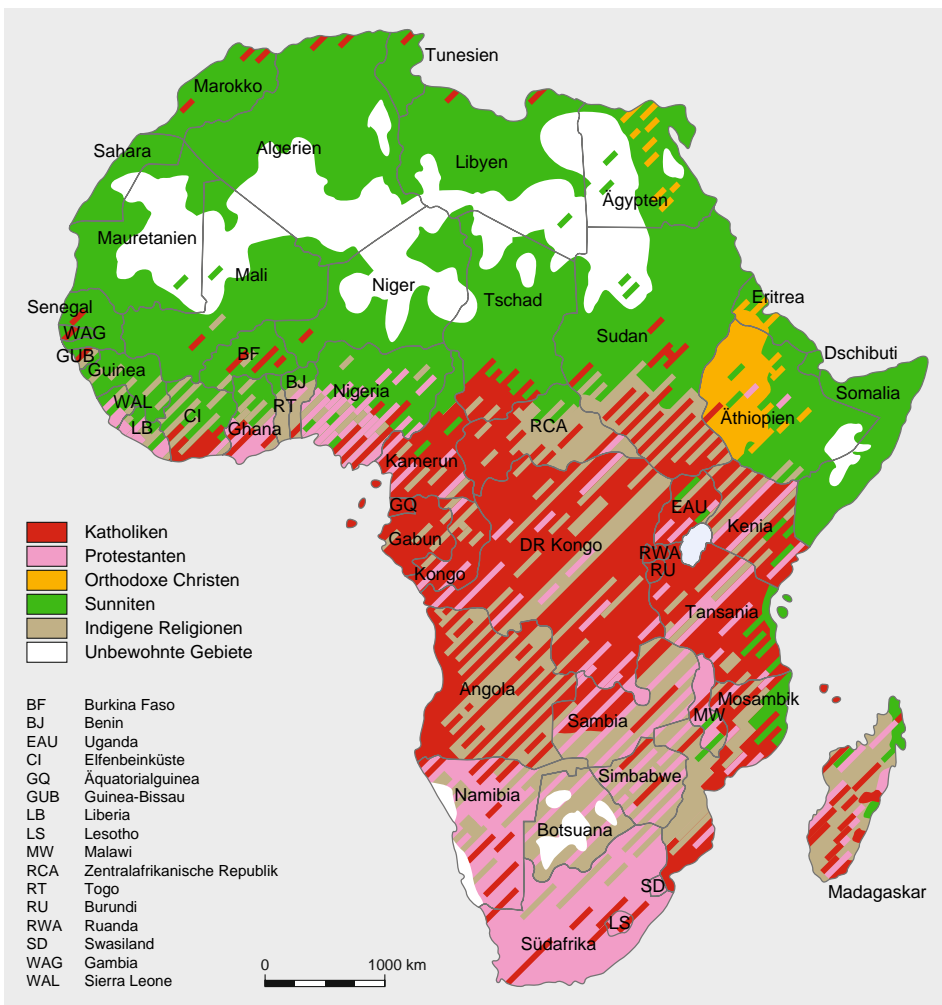 Tunesien
Marokko
Algerien
Sahara
Libyen
Ägypten
Mauretanien
Mali
Niger
Tschad
Eritrea
Senegal
WAG
Sudan
GUB
BF
Dschibuti
Guinea
BJ
Nigeria
Somalia
WAL
CI
RT
LB
Ghana
RCA
Äthiopien
Kamerun
GQ
EAU
Kenia
Gabun
DR Kongo
RWA
Kongo
RU
Tansania
Katholiken
Protestanten
Orthodoxe Christen
Sunniten
Indigene Religionen
Unbewohnte Gebiete
Angola
Sambia
MW
Mosambik
Simbabwe
Namibia
Botsuana
Madagaskar
SD
LS
Südafrika
BF Burkina Faso
BJ Benin
EAU Uganda
CI Elfenbeinküste
GQ Äquatorialguinea
GUB Guinea-Bissau
LB Liberia
LS Lesotho
MW Malawi
RCA Zentralafrikanische Republik
RT Togo
RU Burundi
RWA Ruanda
SD Swasiland
WAG Gambia
WAL Sierra Leone
0 1000 km